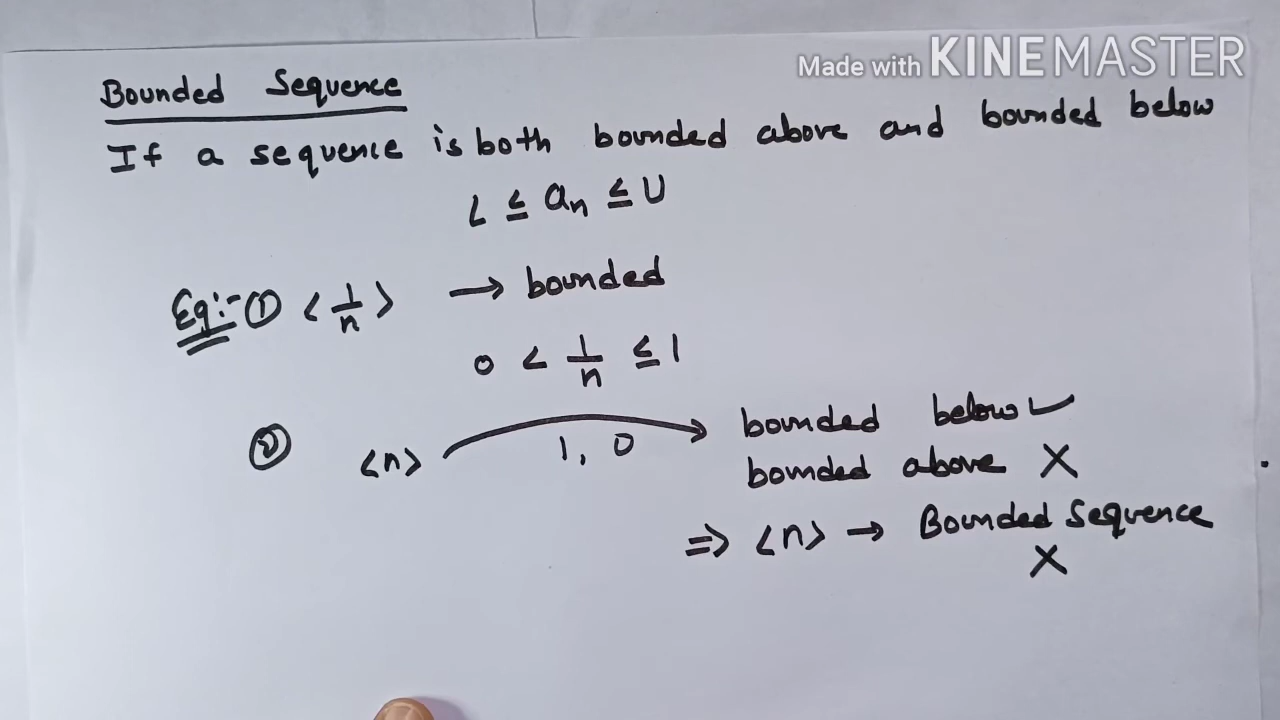 Made with KINEMASTER
Bounded Sequence
If a sequence is both bounded above and bounded below
L ≤ aₙ ≤ U
Eg:- ① <1/n> → bounded
0 < 1/n ≤ 1
② <n> → bounded below ✓
1, 0
bounded above X
⇒ <n> → Bounded Sequence
X